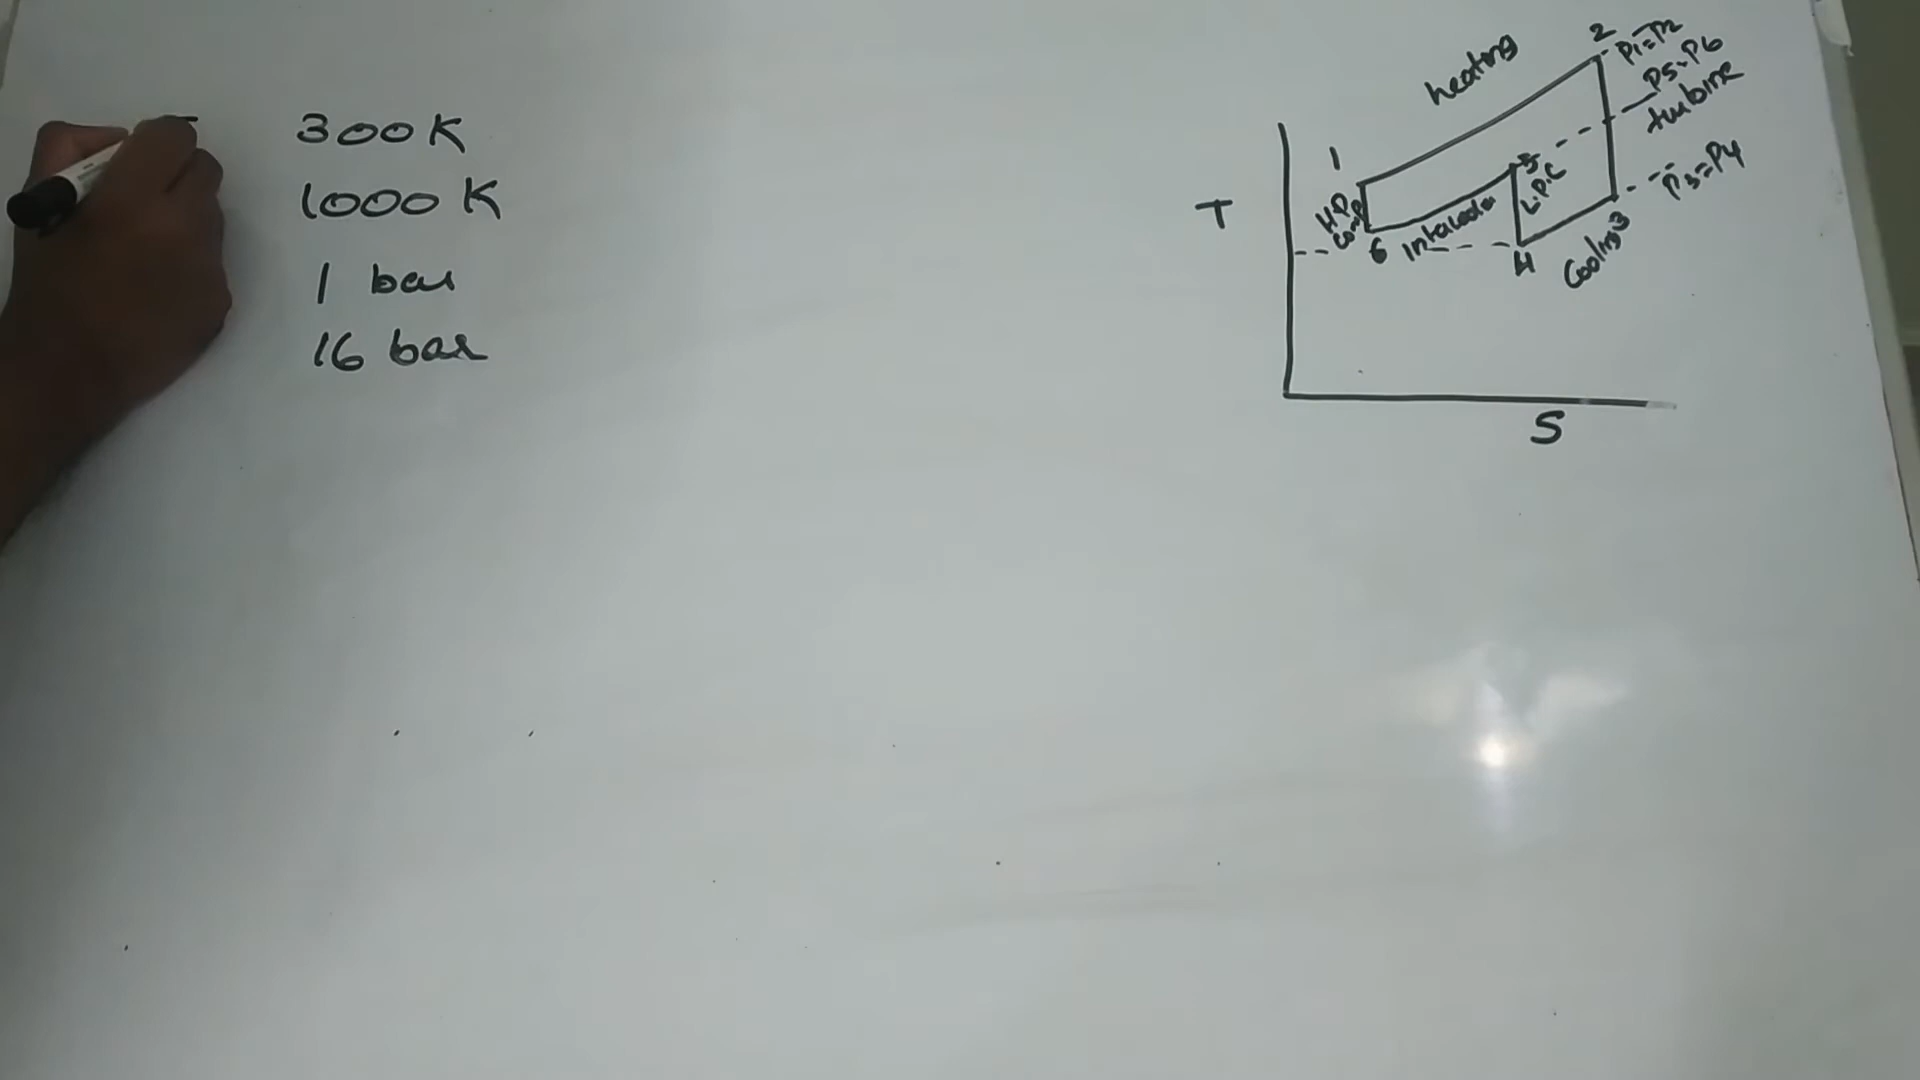 300K
1000 K
1 bar
16 bar
heating
2
P1=P2
P5=P6
turbine
P3=P4
1
H.P
comp
6
Intercooler
5
L.P.C
4
Cooling
3
T
S